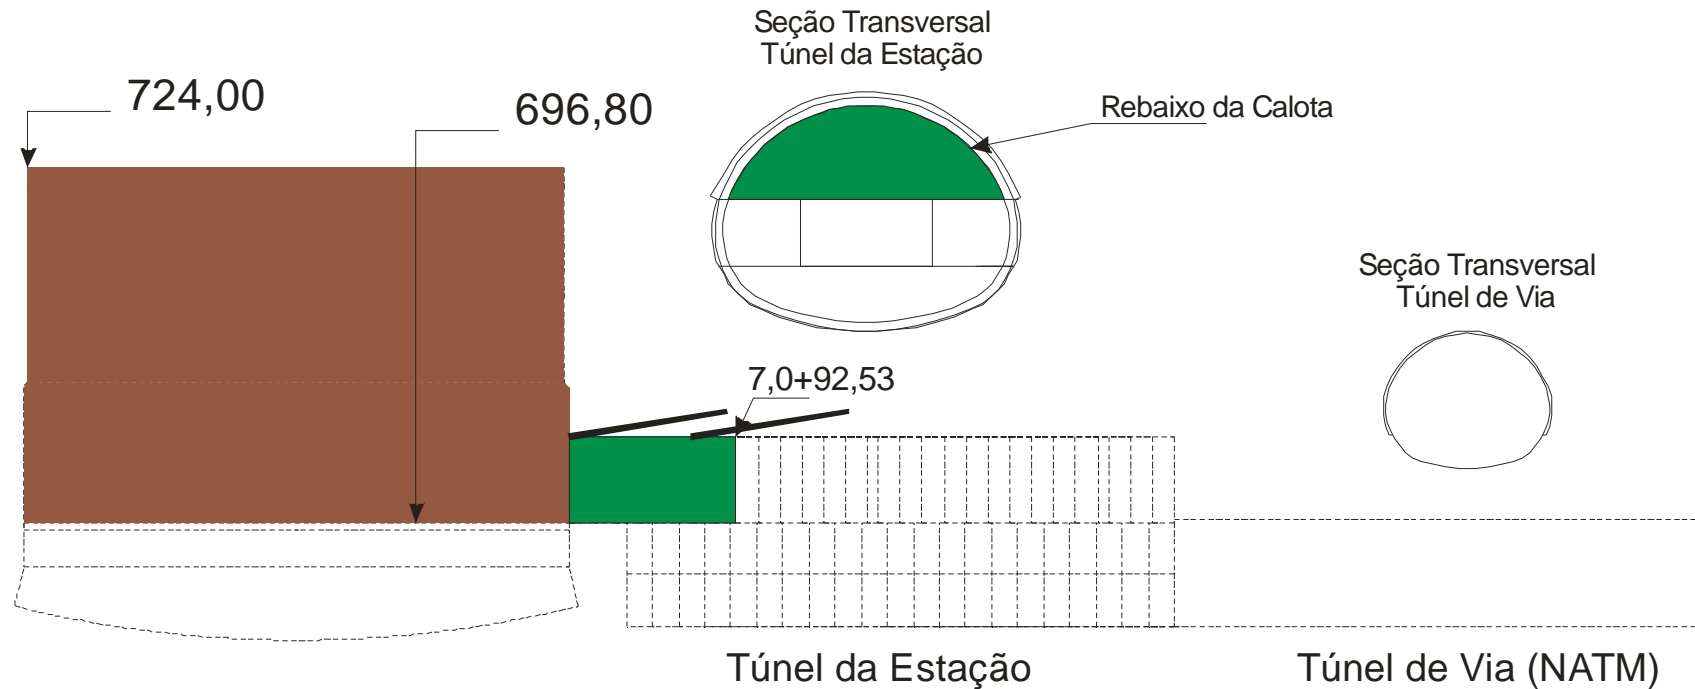 Seção Transversal
Túnel da Estação
724,00
696,80
Rebaixo da Calota
Seção Transversal
Túnel de Via
7,0+92,53
Túnel da Estação
Túnel de Via (NATM)